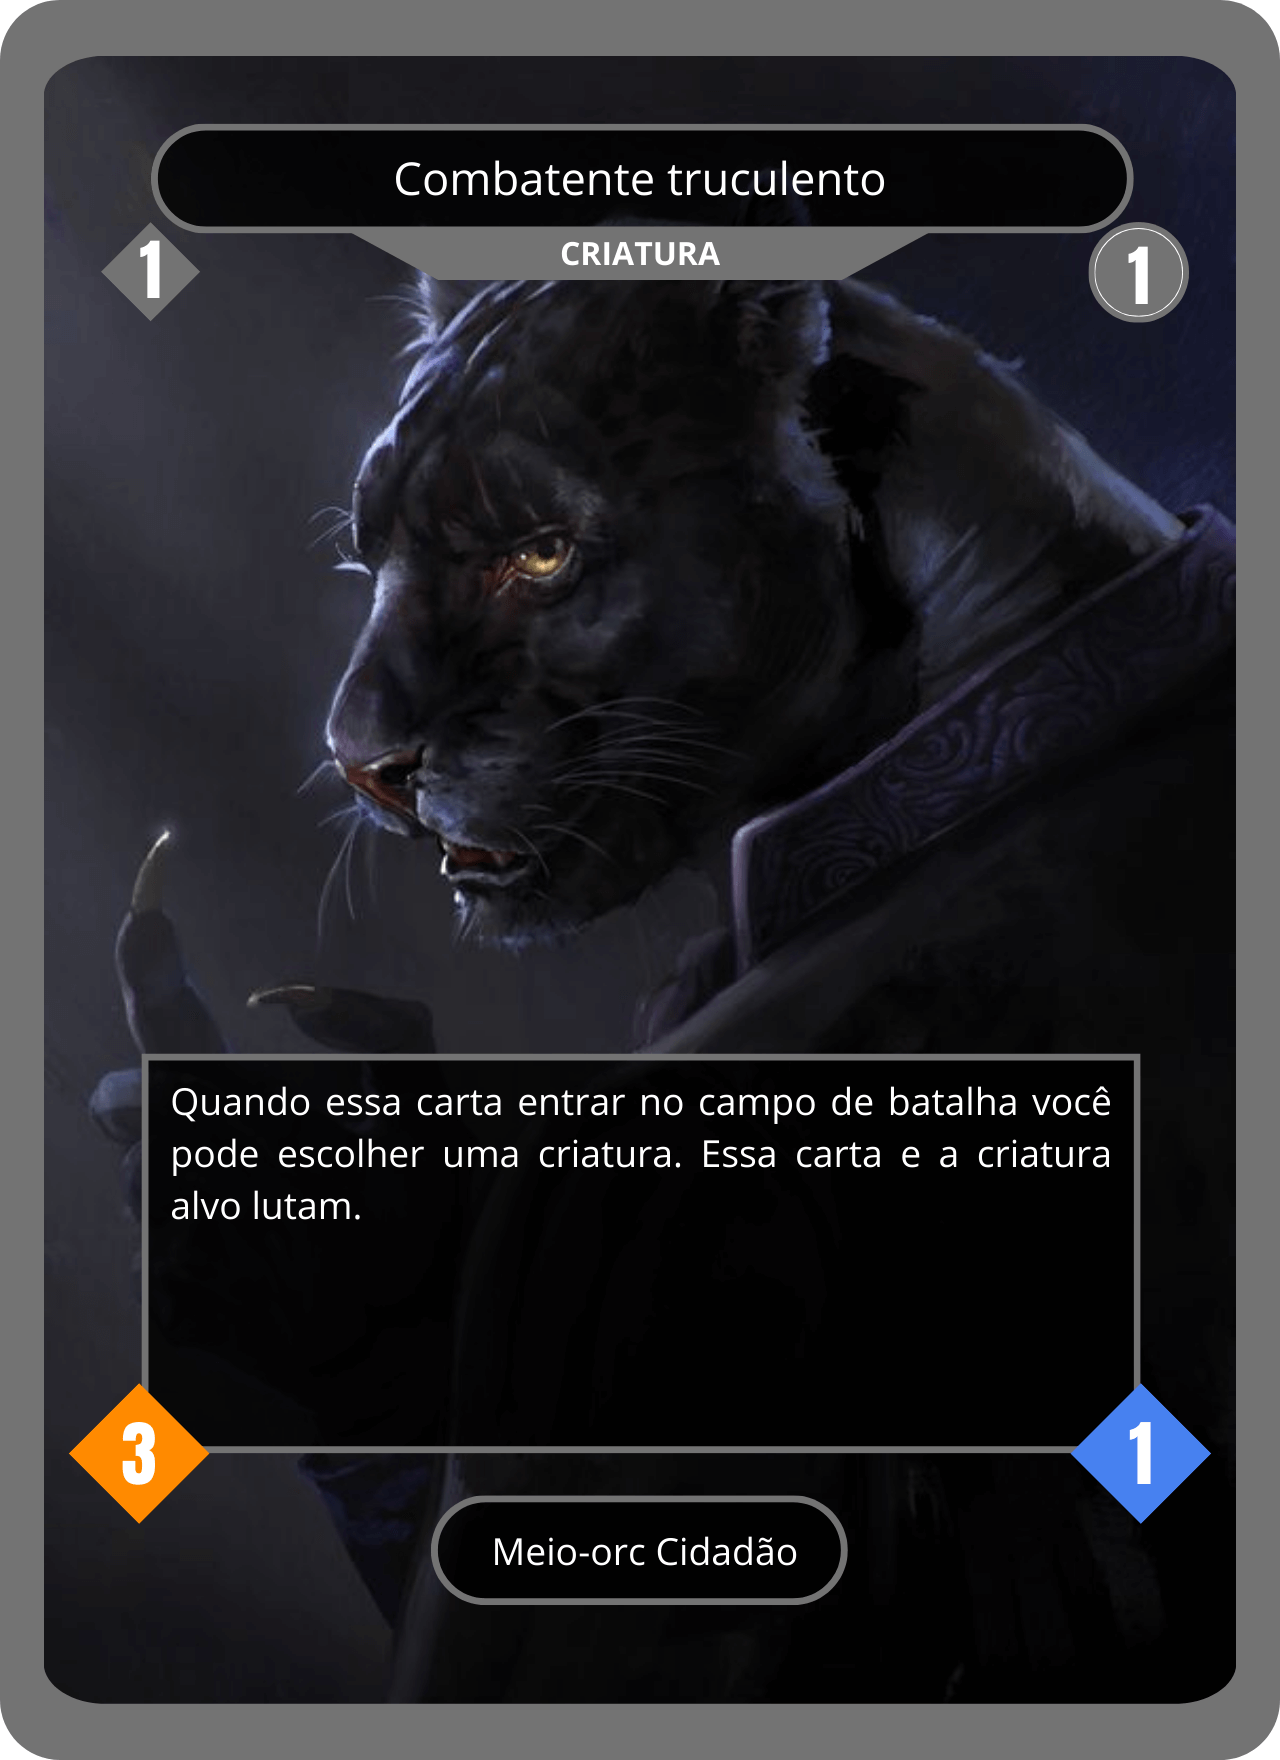 Combatente truculento
CRIATURA
1
1
Quando essa carta entrar no campo de batalha você
pode escolher uma criatura. Essa carta e a criatura
alvo lutam.
3
1
Meio-orc Cidadão